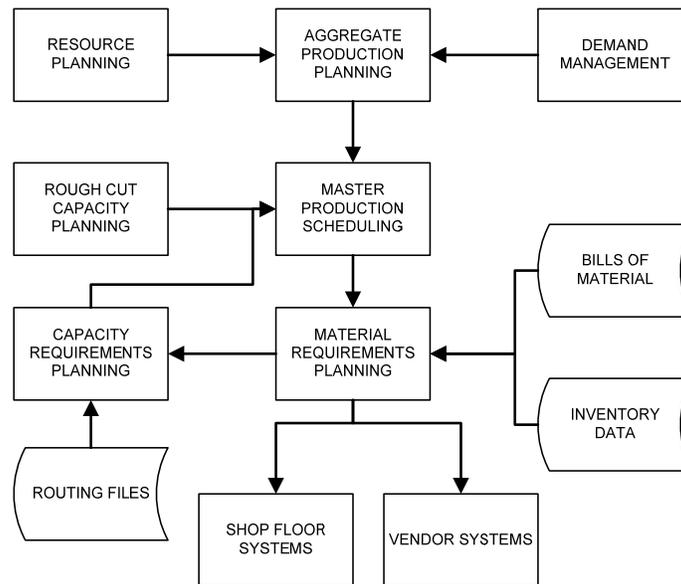 RESOURCE
PLANNING
AGGREGATE
PRODUCTION
PLANNING
DEMAND
MANAGEMENT
ROUGH CUT
CAPACITY
PLANNING
MASTER
PRODUCTION
SCHEDULING
BILLS OF
MATERIAL
CAPACITY
REQUIREMENTS
PLANNING
MATERIAL
REQUIREMENTS
PLANNING
INVENTORY
DATA
ROUTING FILES
SHOP FLOOR
SYSTEMS
VENDOR SYSTEMS